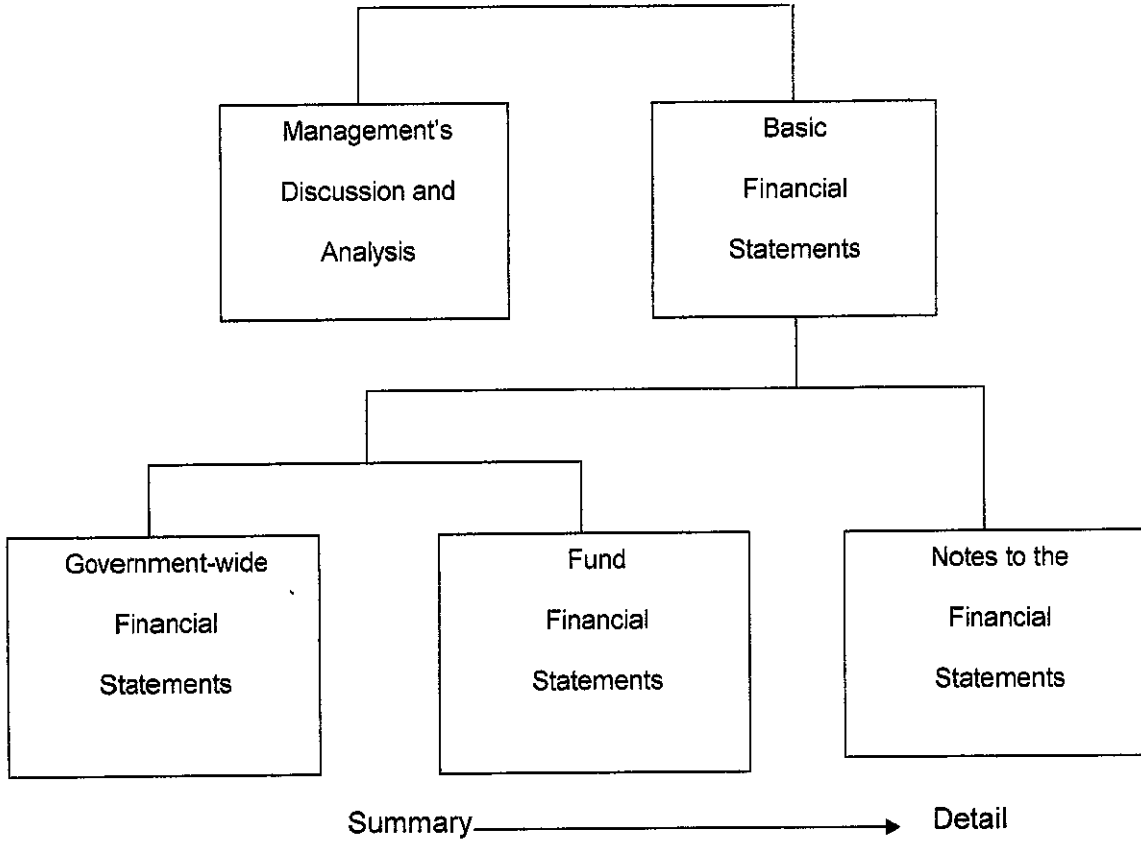 Management's
Discussion and
Analysis
Basic
Financial
Statements
Government-wide
Financial
Statements
Fund
Financial
Statements
Notes to the
Financial
Statements
Summary
Detail